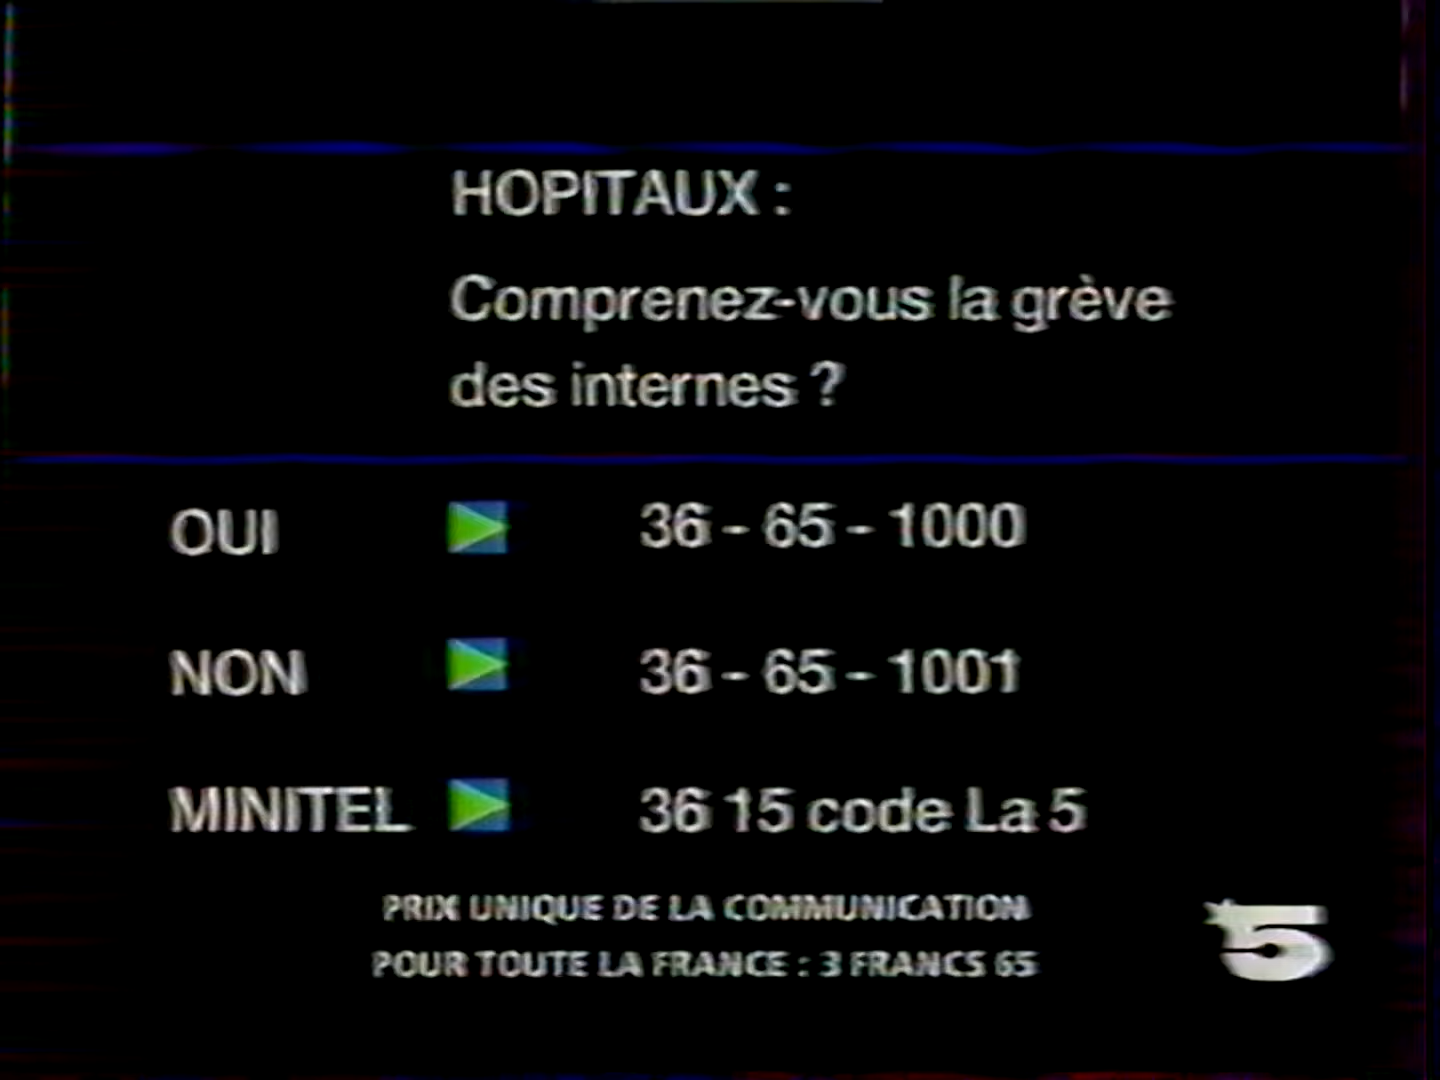 HOPITAUX :
Comprenez-vous la grève
des internes ?
OUI 36 - 65 - 1000
NON 36 - 65 - 1001
MINITEL 36 15 code La 5
PRIX UNIQUE DE LA COMMUNICATION
POUR TOUTE LA FRANCE : 3 FRANCS 65
5